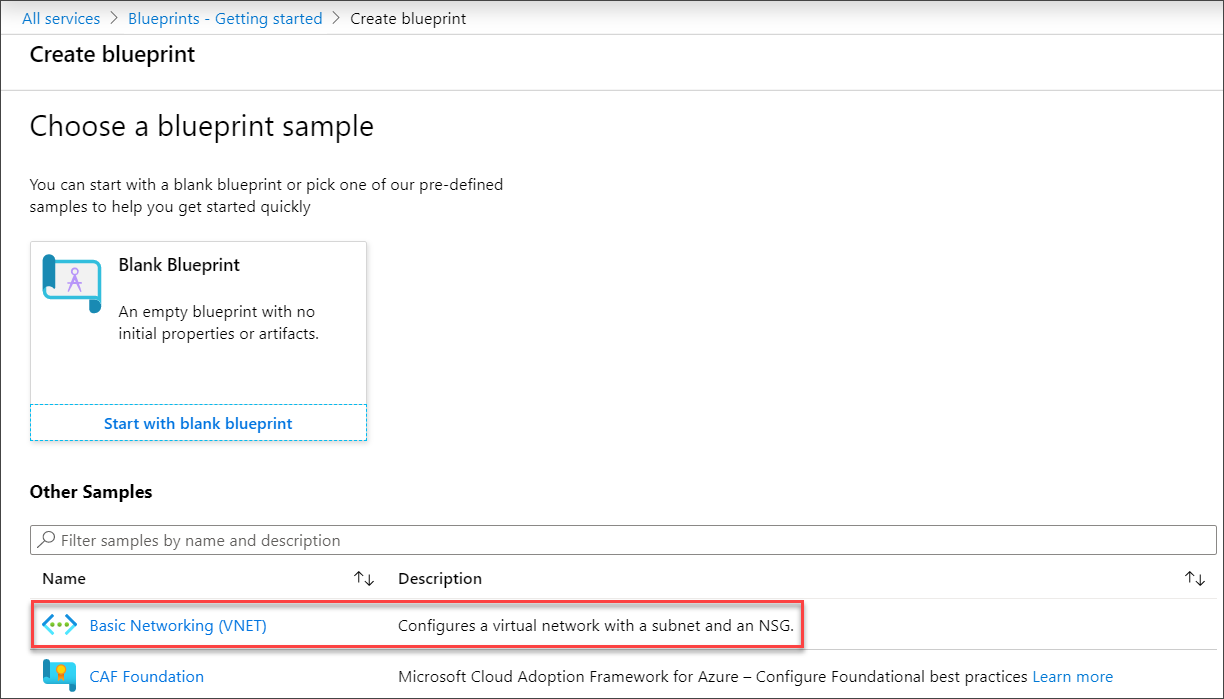 All services > Blueprints - Getting started > Create blueprint
Create blueprint
Choose a blueprint sample
You can start with a blank blueprint or pick one of our pre-defined
samples to help you get started quickly
Blank Blueprint
An empty blueprint with no
initial properties or artifacts.
Start with blank blueprint
Other Samples
Filter samples by name and description
Name Description
Basic Networking (VNET) Configures a virtual network with a subnet and an NSG.
CAF Foundation Microsoft Cloud Adoption Framework for Azure – Configure Foundational best practices Learn more